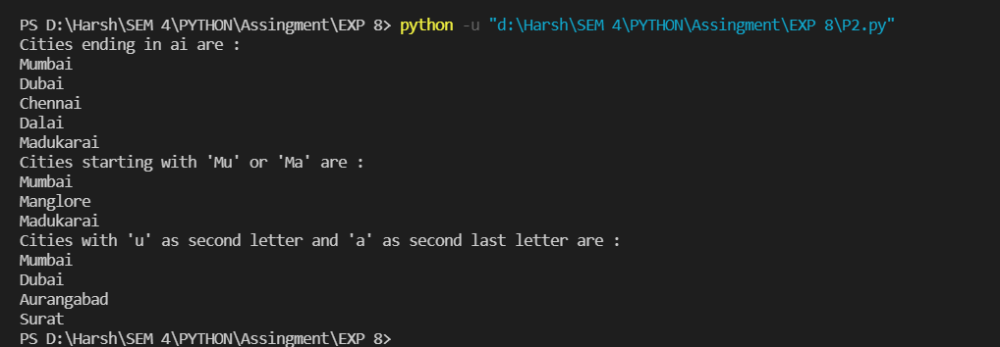 PS D:\Harsh\SEM 4\PYTHON\Assingment\EXP 8> python -u "d:\Harsh\SEM 4\PYTHON\Assingment\EXP 8\P2.py"
Cities ending in ai are :
Mumbai
Dubai
Chennai
Dalai
Madukarai
Cities starting with 'Mu' or 'Ma' are :
Mumbai
Manglore
Madukarai
Cities with 'u' as second letter and 'a' as second last letter are :
Mumbai
Dubai
Aurangabad
Surat
PS D:\Harsh\SEM 4\PYTHON\Assingment\EXP 8>